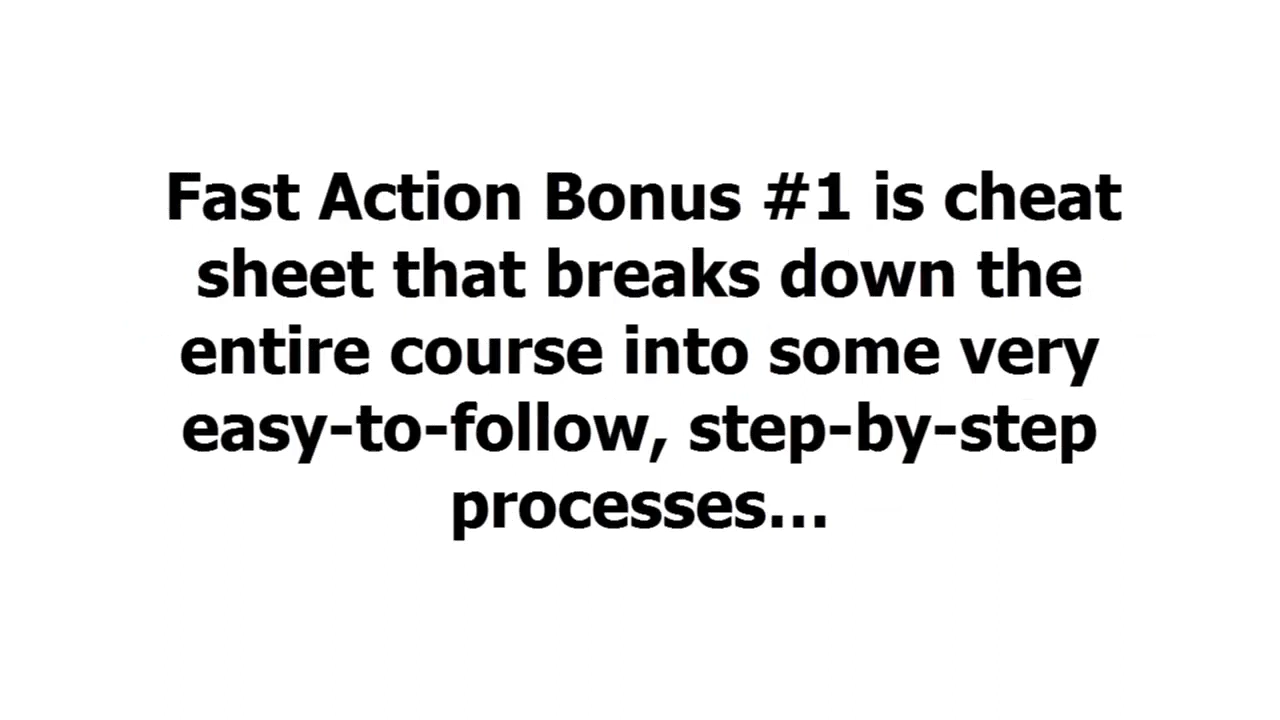 Fast Action Bonus #1 is cheat
sheet that breaks down the
entire course into some very
easy-to-follow, step-by-step
processes...